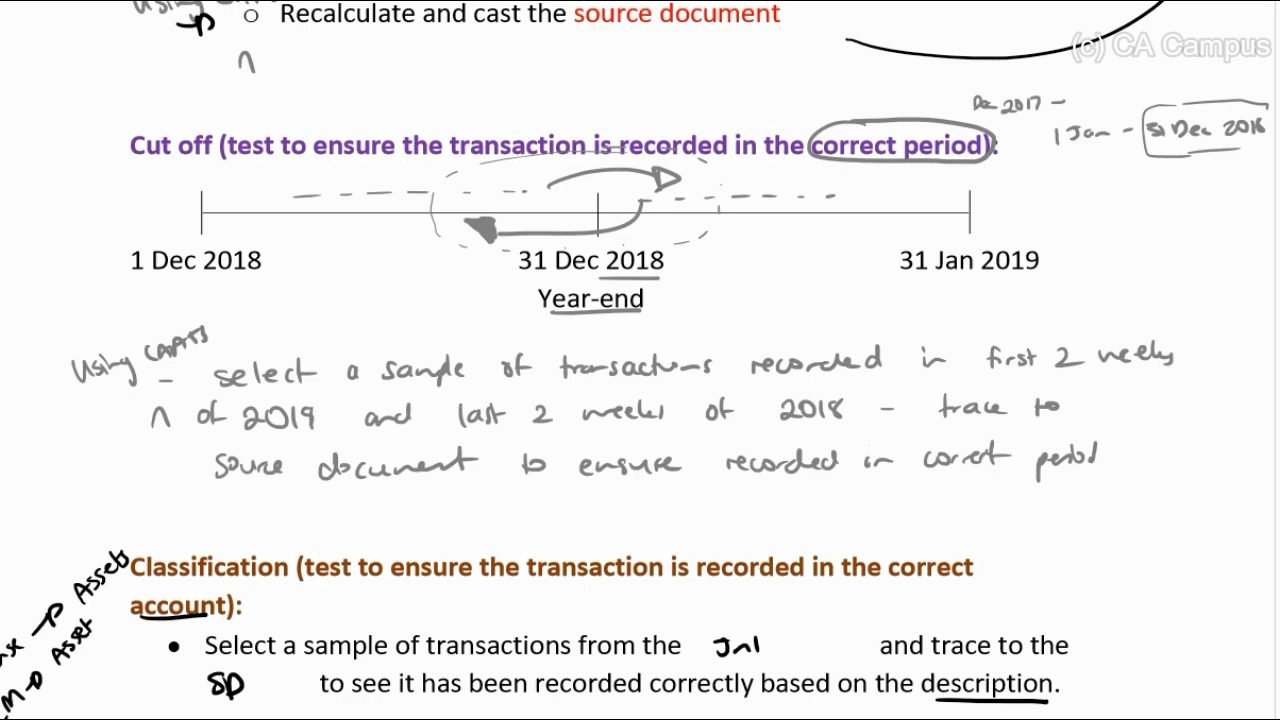 Using
o Recalculate and cast the source document
(c) CA Campus
Dec 2017 -
1 Jan - 31 Dec 2018
Cut off (test to ensure the transaction is recorded in the correct period):
1 Dec 2018 31 Dec 2018 31 Jan 2019
Year-end
Using CAATs
- select a sample of transactions recorded in first 2 weeks
of 2019 and last 2 weeks of 2018 - trace to
source document to ensure recorded in correct period
Assets
Asset
Classification (test to ensure the transaction is recorded in the correct
account):
• Select a sample of transactions from the Jnl and trace to the
SD to see it has been recorded correctly based on the description.